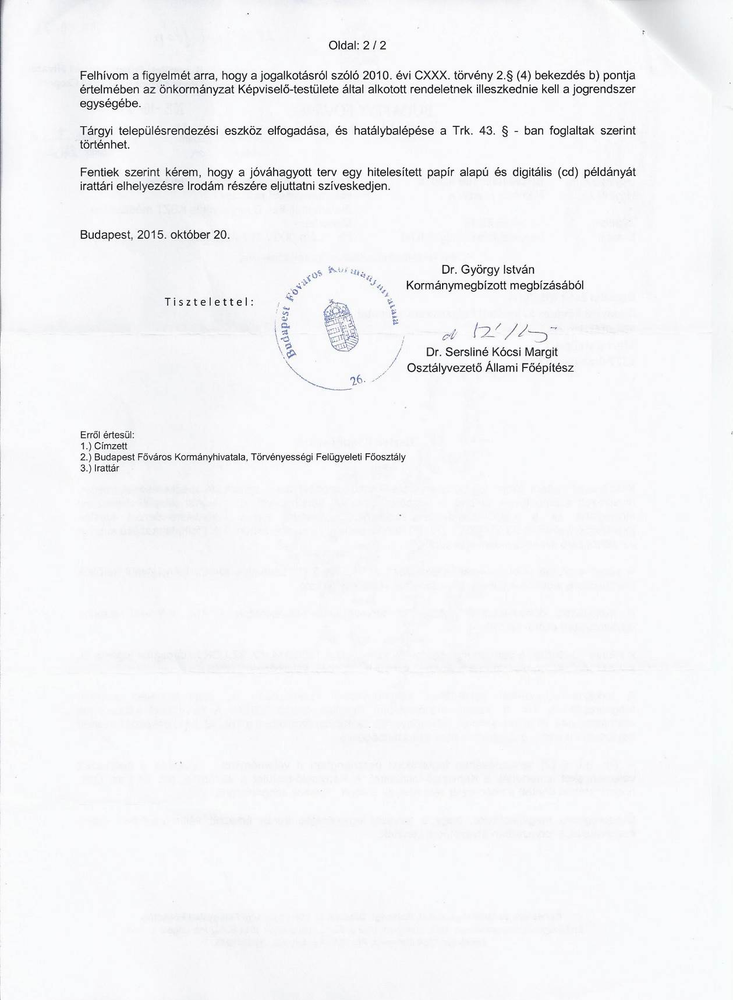 Oldal: 2 / 2
Felhívom a figyelmét arra, hogy a jogalkotásról szóló 2010. évi CXXX. törvény 2.§ (4) bekezdés b) pontja
értelmében az önkormányzat Képviselő-testülete által alkotott rendeletnek illeszkednie kell a jogrendszer
egységébe.
Tárgyi településrendezési eszköz elfogadása, és hatálybalépése a Trk. 43. § - ban foglaltak szerint
történhet.
Fentiek szerint kérem, hogy a jóváhagyott terv egy hitelesített papír alapú és digitális (cd) példányát
irattári elhelyezésre Irodám részére eljuttatni szíveskedjen.
Budapest, 2015. október 20.
Dr. György István
Kormánymegbízott megbízásából
Tisztelettel:
Budapest Főváros Kormányhivatala
26.
Dr. Sersliné Kócsi Margit
Osztályvezető Állami Főépítész
Erről értesül:
1.) Címzett
2.) Budapest Főváros Kormányhivatala, Törvényességi Felügyeleti Főosztály
3.) Irattár